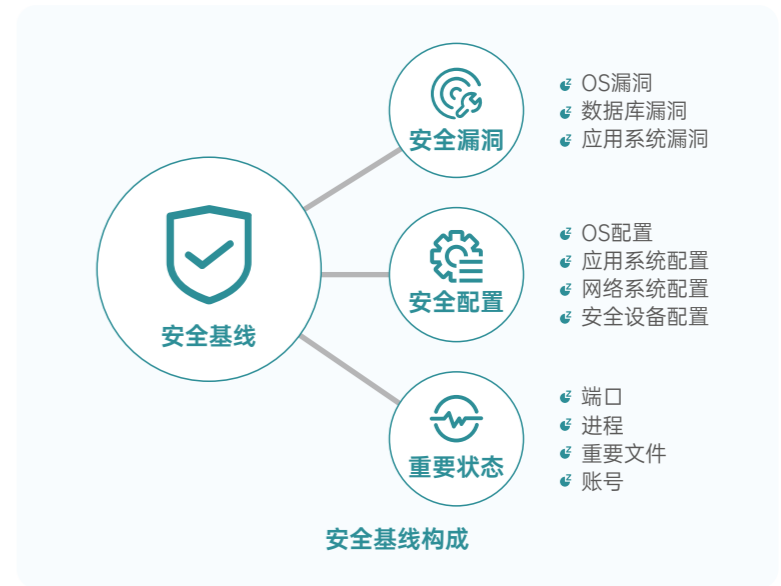 安全漏洞
OS漏洞
数据库漏洞
应用系统漏洞
安全基线
安全配置
OS配置
应用系统配置
网络系统配置
安全设备配置
重要状态
端口
进程
重要文件
账号
安全基线构成